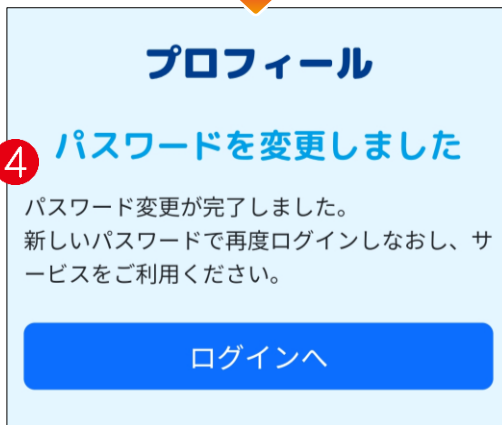 プロフィール
パスワードを変更しました
4
パスワード変更が完了しました。
新しいパスワードで再度ログインしなおし、サ
ービスをご利用ください。
ログインへ